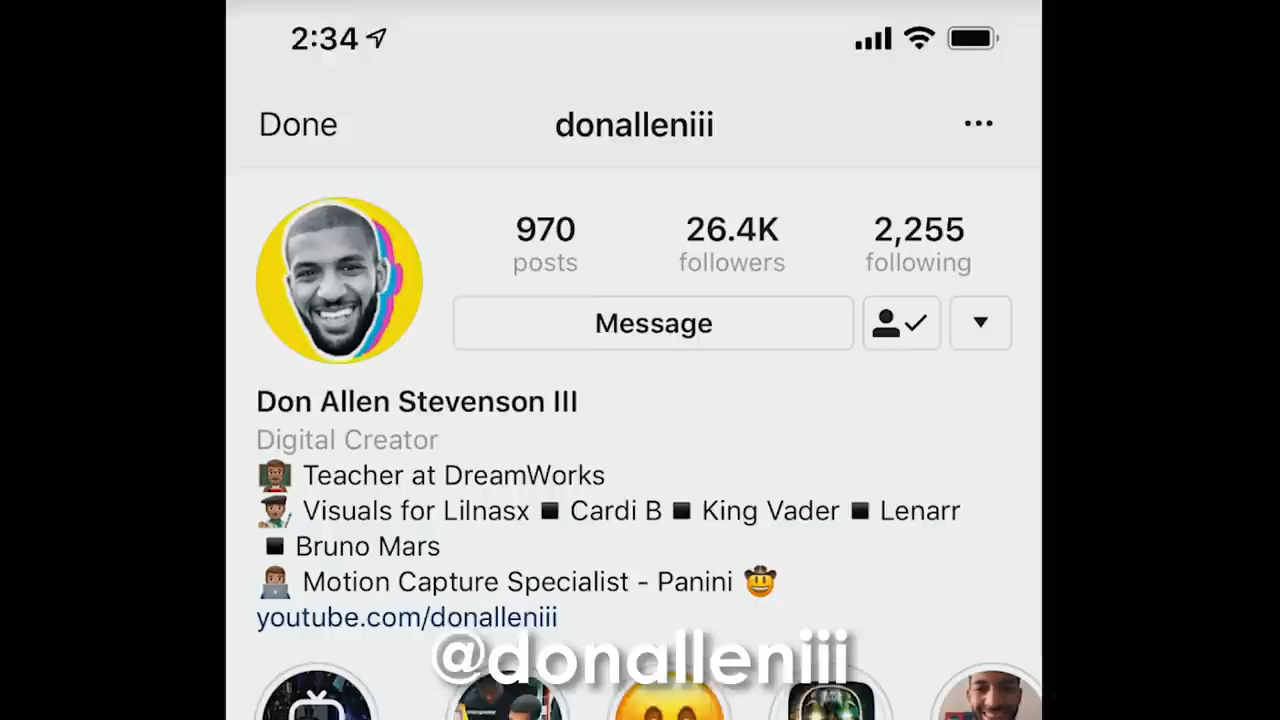 2:34
Done donalleniii ...
970 26.4K 2,255
posts followers following
Message
Don Allen Stevenson III
Digital Creator
👨🏾‍🏫 Teacher at DreamWorks
👨🏽‍🎨 Visuals for Lilnasx ◾ Cardi B ◾ King Vader ◾ Lenarr
◾ Bruno Mars
👨🏽‍💻 Motion Capture Specialist - Panini 🤠
youtube.com/donalleniii
@donalleniii